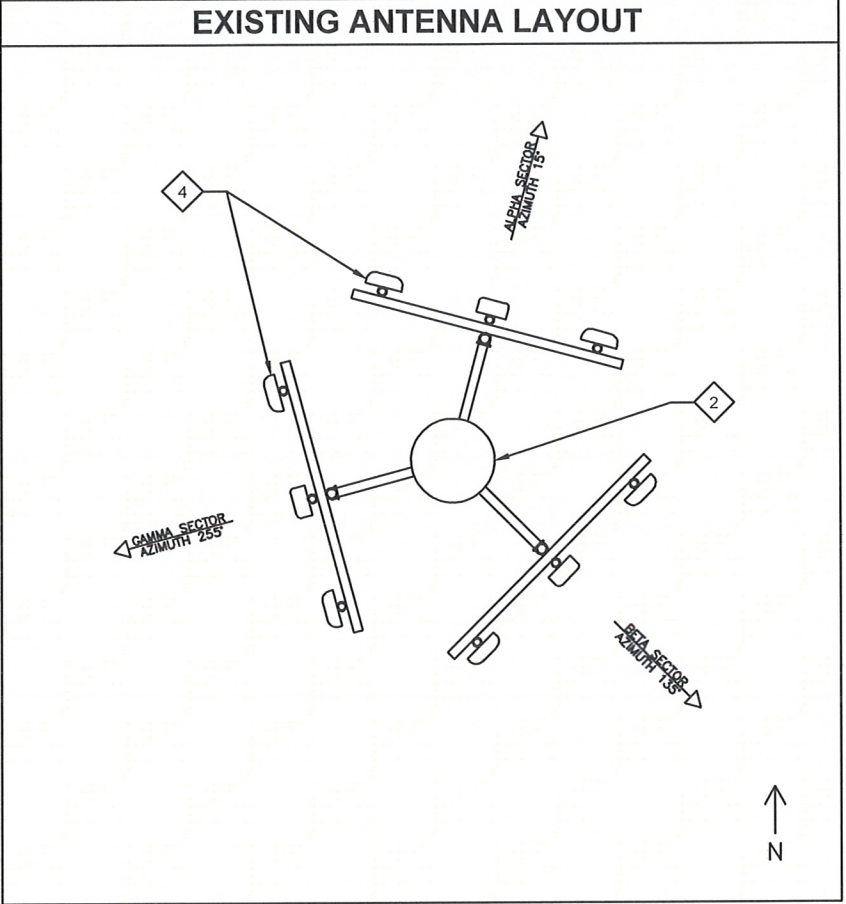 EXISTING ANTENNA LAYOUT
ALPHA SECTOR
AZIMUTH 15°
4
2
GAMMA SECTOR
AZIMUTH 255°
BETA SECTOR
AZIMUTH 135°
N